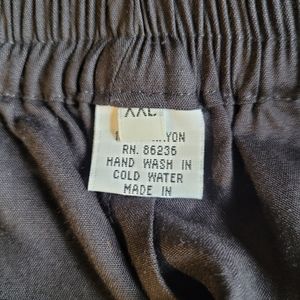 XXL
RN. 86236
HAND WASH IN
COLD WATER
MADE IN